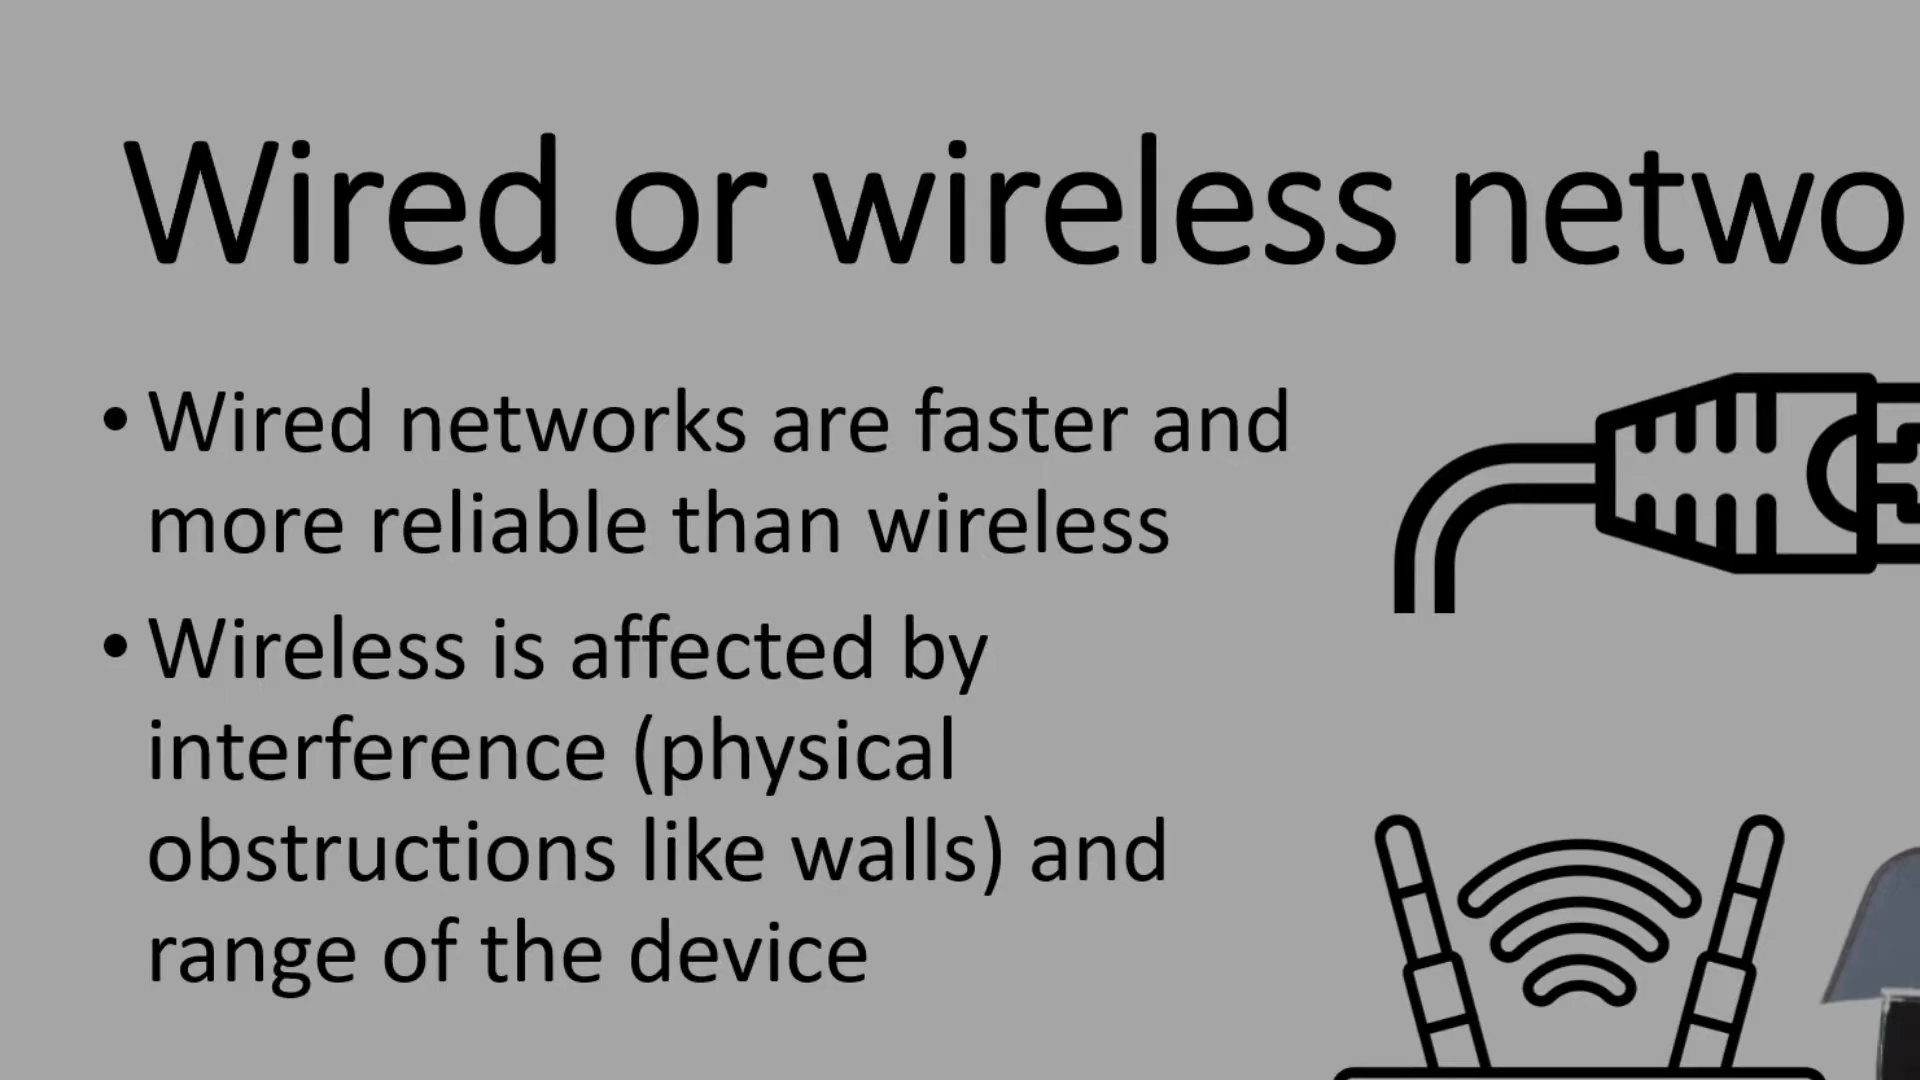 Wired or wireless netwo
• Wired networks are faster and
more reliable than wireless
• Wireless is affected by
interference (physical
obstructions like walls) and
range of the device